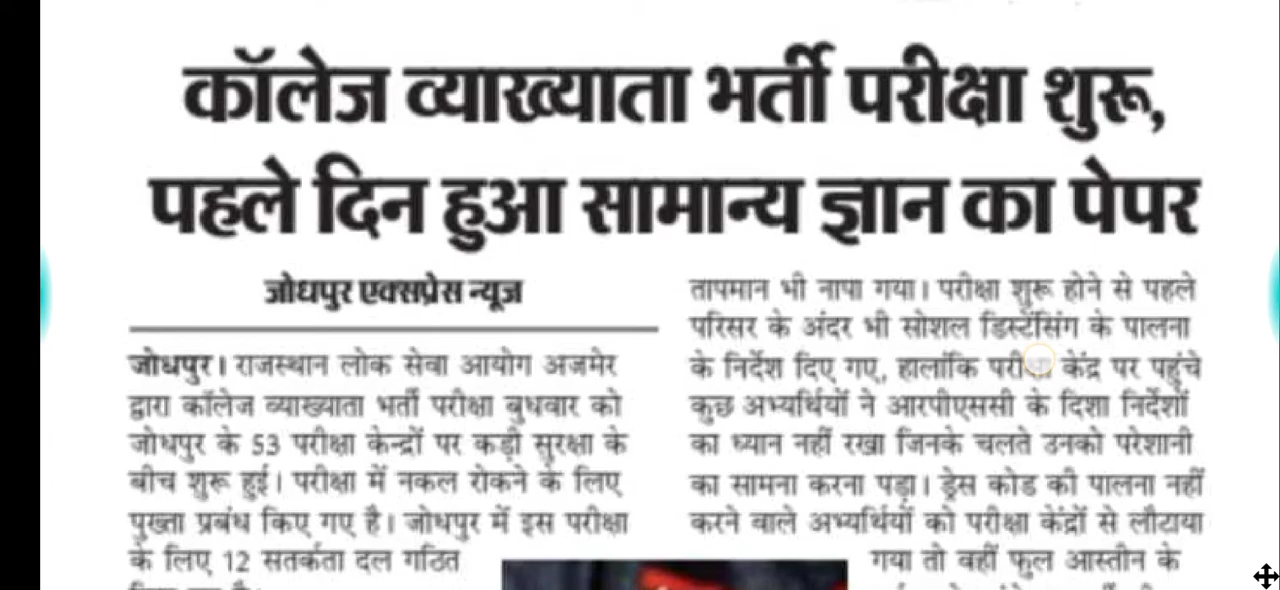 कॉलेज व्याख्याता भर्ती परीक्षा शुरू,
पहले दिन हुआ सामान्य ज्ञान का पेपर
जोधपुर एक्सप्रेस न्यूज
जोधपुर। राजस्थान लोक सेवा आयोग अजमेर
द्वारा कॉलेज व्याख्याता भर्ती परीक्षा बुधवार को
जोधपुर के 53 परीक्षा केन्द्रों पर कड़ी सुरक्षा के
बीच शुरू हुई। परीक्षा में नकल रोकने के लिए
पुख्ता प्रबंध किए गए है। जोधपुर में इस परीक्षा
के लिए 12 सतर्कता दल गठित
तापमान भी नापा गया। परीक्षा शुरू होने से पहले
परिसर के अंदर भी सोशल डिस्टेंसिंग के पालना
के निर्देश दिए गए, हालांकि परीक्षा केंद्र पर पहुंचे
कुछ अभ्यर्थियों ने आरपीएससी के दिशा निर्देशों
का ध्यान नहीं रखा जिनके चलते उनको परेशानी
का सामना करना पड़ा। ड्रेस कोड की पालना नहीं
करने वाले अभ्यर्थियों को परीक्षा केंद्रों से लौटाया
गया तो वहीं फुल आस्तीन के